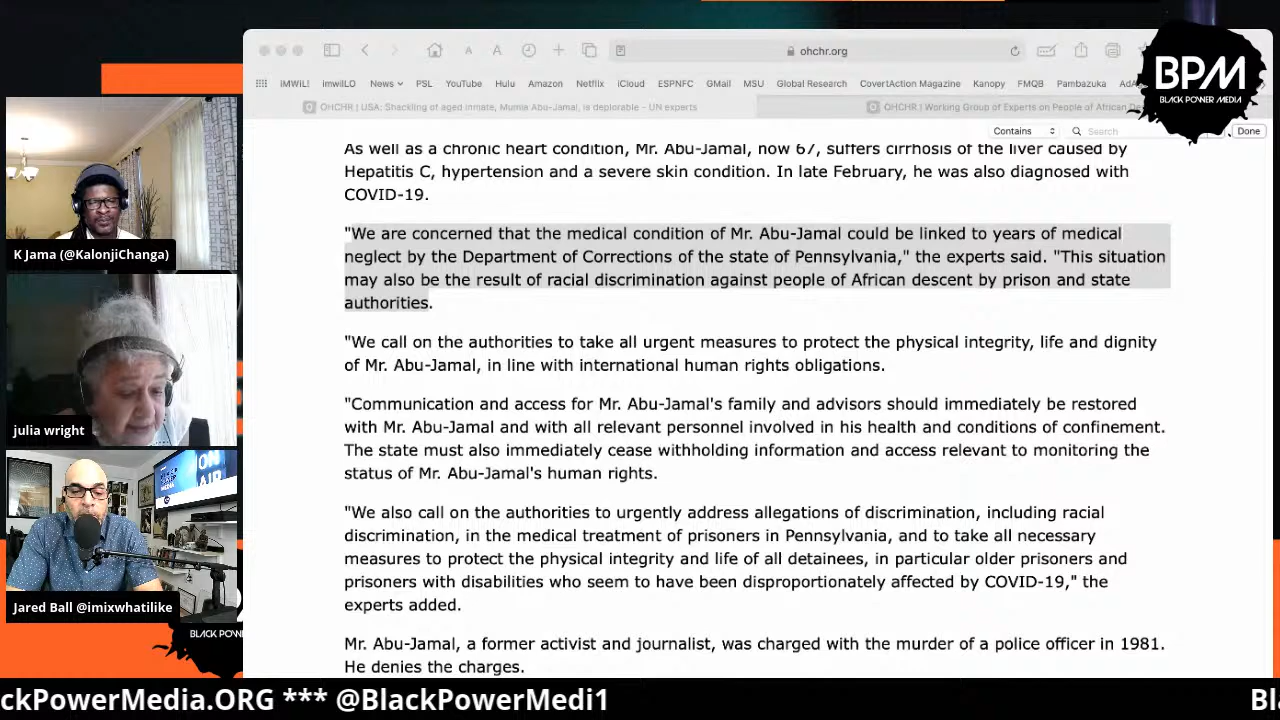 ohchr.org
IMWiL!
imwilLO
News
PSL
YouTube
Hulu
Amazon
Netflix
iCloud
ESPNFC
GMail
MSU
Global Research
CovertAction Magazine
Kanopy
FMQB
Pambazuka
BPM
BLACK POWER MEDIA
OHCHR | USA: Shackling of aged inmate, Mumia Abu-Jamal, is deplorable – UN experts
OHCHR | Working Group of Experts on People of African
Contains
Search
Done
As well as a chronic heart condition, Mr. Abu-Jamal, now 67, suffers cirrhosis of the liver caused by
Hepatitis C, hypertension and a severe skin condition. In late February, he was also diagnosed with
COVID-19.
"We are concerned that the medical condition of Mr. Abu-Jamal could be linked to years of medical
neglect by the Department of Corrections of the state of Pennsylvania," the experts said. "This situation
may also be the result of racial discrimination against people of African descent by prison and state
authorities.
"We call on the authorities to take all urgent measures to protect the physical integrity, life and dignity
of Mr. Abu-Jamal, in line with international human rights obligations.
"Communication and access for Mr. Abu-Jamal's family and advisors should immediately be restored
with Mr. Abu-Jamal and with all relevant personnel involved in his health and conditions of confinement.
The state must also immediately cease withholding information and access relevant to monitoring the
status of Mr. Abu-Jamal's human rights.
"We also call on the authorities to urgently address allegations of discrimination, including racial
discrimination, in the medical treatment of prisoners in Pennsylvania, and to take all necessary
measures to protect the physical integrity and life of all detainees, in particular older prisoners and
prisoners with disabilities who seem to have been disproportionately affected by COVID-19," the
experts added.
Mr. Abu-Jamal, a former activist and journalist, was charged with the murder of a police officer in 1981.
He denies the charges.
K Jama (@KalonjiChanga)
julia wright
ON
AIR
Jared Ball @imixwhatilike
BLACK POW
ckPowerMedia.ORG *** @BlackPowerMedi1
Bl